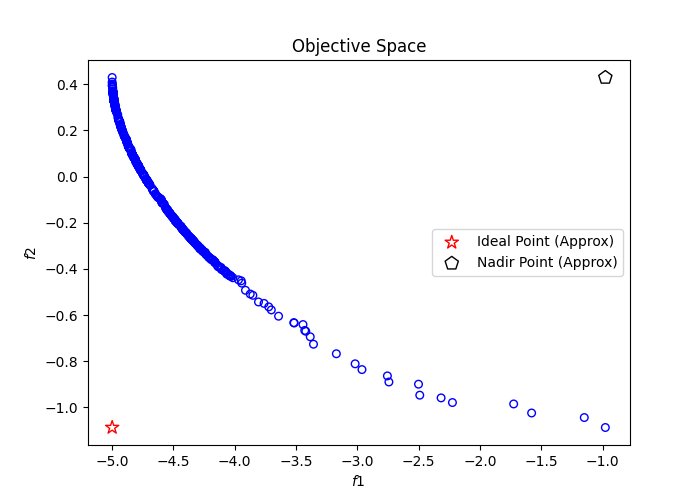 Objective Space
f2
0.4
0.2
0.0
−0.2
−0.4
−0.6
−0.8
−1.0
Ideal Point (Approx)
Nadir Point (Approx)
−5.0 −4.5 −4.0 −3.5 −3.0 −2.5 −2.0 −1.5 −1.0
f1